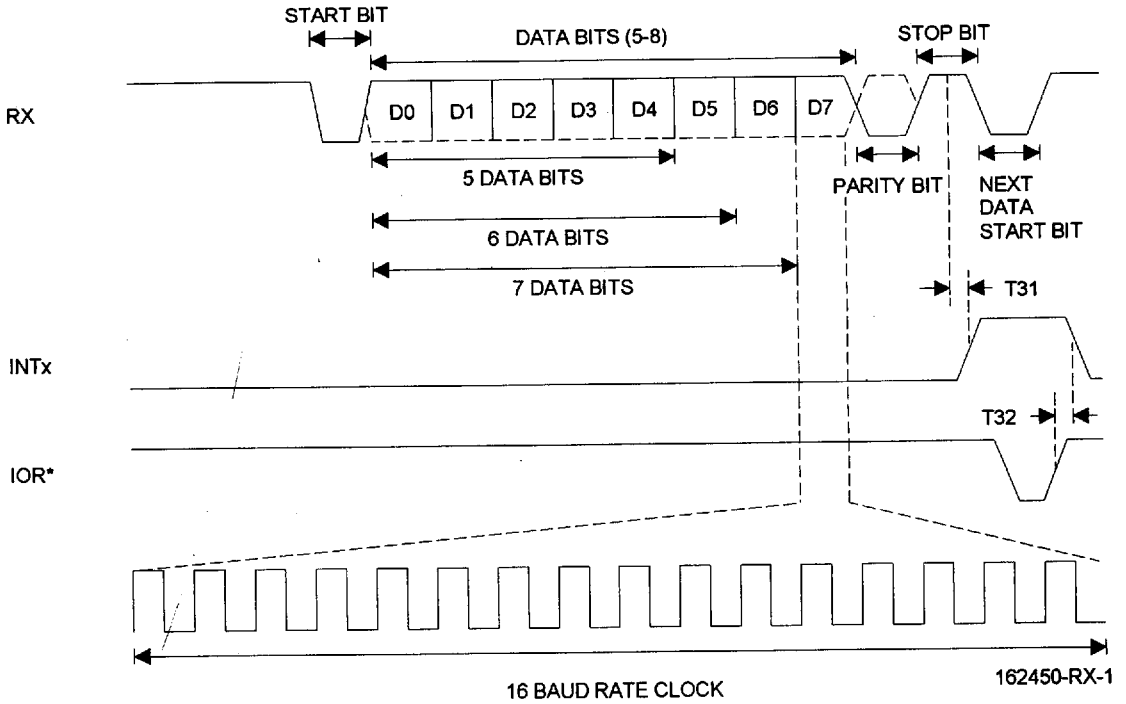 START BIT
DATA BITS (5-8)
STOP BIT
RX
D0 D1 D2 D3 D4 D5 D6 D7
5 DATA BITS
PARITY BIT
NEXT
DATA
START BIT
6 DATA BITS
7 DATA BITS
T31
INTx
T32
IOR*
16 BAUD RATE CLOCK
162450-RX-1